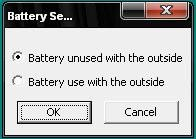 Battery Se...
Battery unused with the outside
Battery use with the outside
OK
Cancel